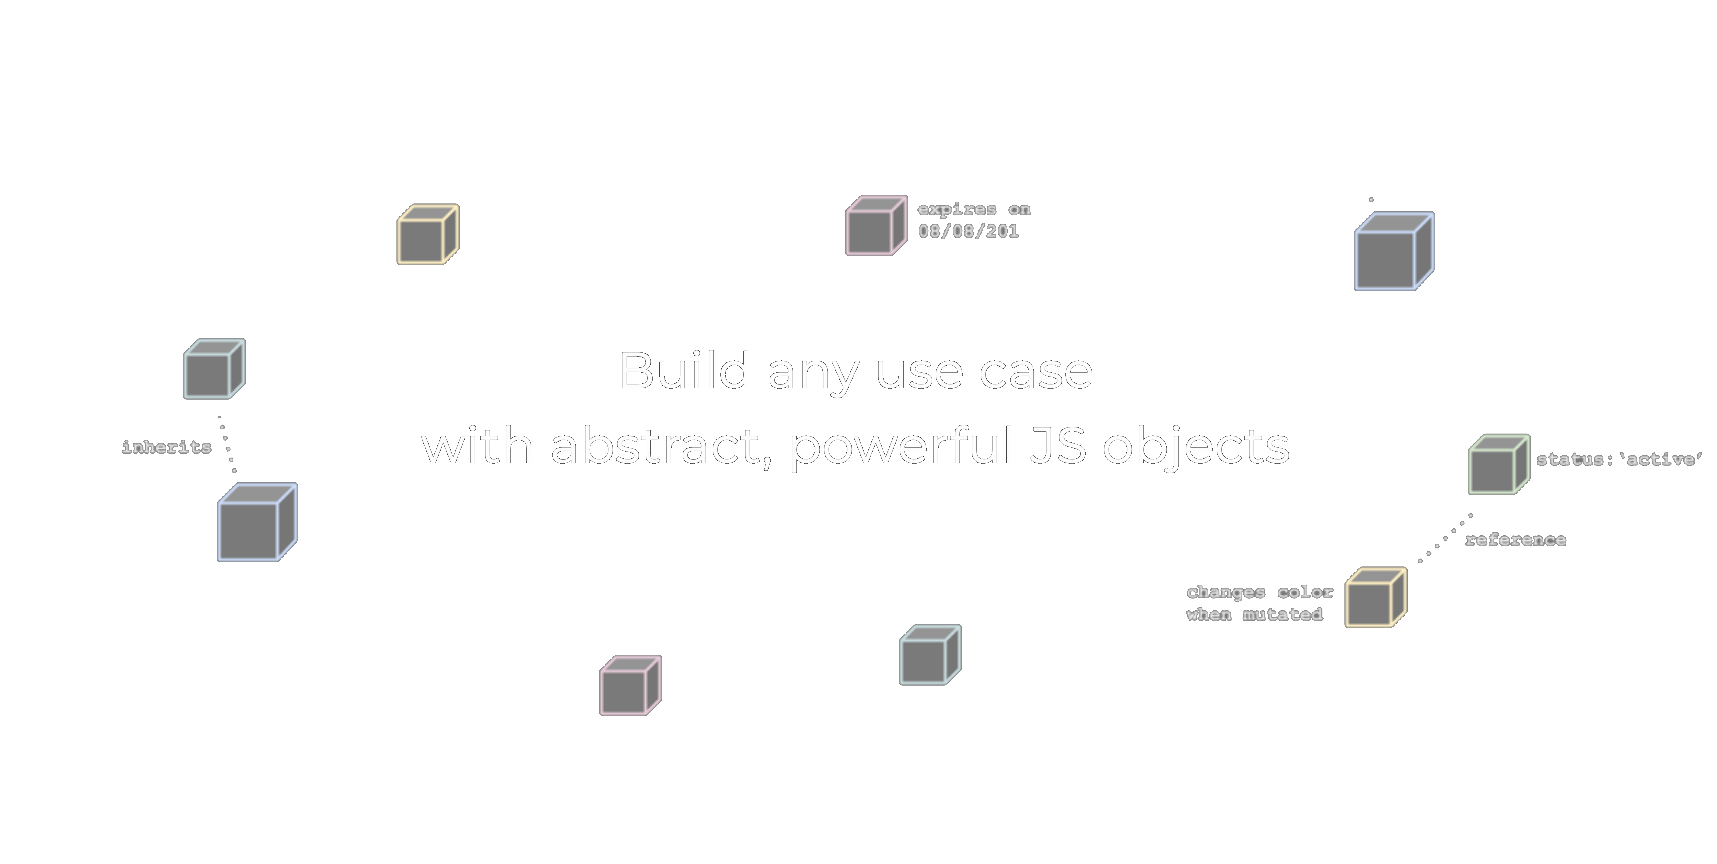 expires on
08/08/201
Build any use case
with abstract, powerful JS objects
inherits
status:‘active’
reference
changes color
when mutated